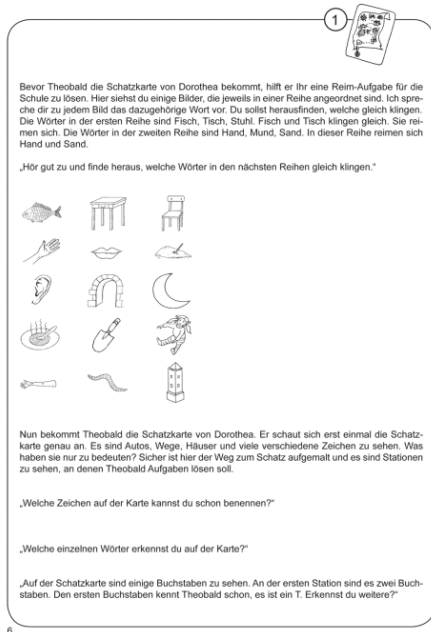 1
Bevor Theobald die Schatzkarte von Dorothea bekommt, hilft er Ihr eine Reim-Aufgabe für die
Schule zu lösen. Hier siehst du einige Bilder, die jeweils in einer Reihe angeordnet sind. Ich spre-
che dir zu jedem Bild das dazugehörige Wort vor. Du sollst herausfinden, welche gleich klingen.
Die Wörter in der ersten Reihe sind Fisch, Tisch, Stuhl. Fisch und Tisch klingen gleich. Sie rei-
men sich. Die Wörter in der zweiten Reihe sind Hand, Mund, Sand. In dieser Reihe reimen sich
Hand und Sand.
„Hör gut zu und finde heraus, welche Wörter in den nächsten Reihen gleich klingen."
Nun bekommt Theobald die Schatzkarte von Dorothea. Er schaut sich erst einmal die Schatz-
karte genau an. Es sind Autos, Wege, Häuser und viele verschiedene Zeichen zu sehen. Was
haben sie nur zu bedeuten? Sicher ist hier der Weg zum Schatz aufgemalt und es sind Stationen
zu sehen, an denen Theobald Aufgaben lösen soll.
„Welche Zeichen auf der Karte kannst du schon benennen?"
„Welche einzelnen Wörter erkennst du auf der Karte?"
„Auf der Schatzkarte sind einige Buchstaben zu sehen. An der ersten Station sind es zwei Buch-
staben. Den ersten Buchstaben kennt Theobald schon, es ist ein T. Erkennst du weitere?"
6